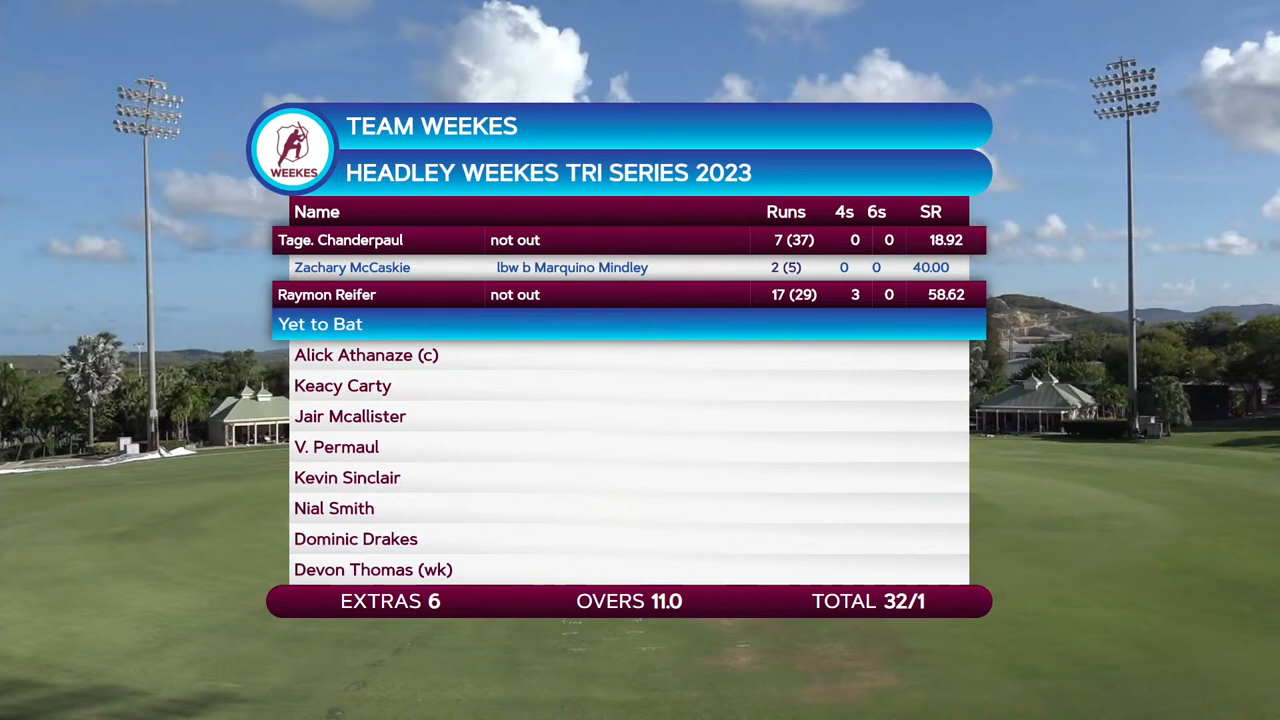 TEAM WEEKES
WEEKES
HEADLEY WEEKES TRI SERIES 2023
Name Runs 4s 6s SR
Tage. Chanderpaul not out 7 (37) 0 0 18.92
Zachary McCaskie lbw b Marquino Mindley 2 (5) 0 0 40.00
Raymon Reifer not out 17 (29) 3 0 58.62
Yet to Bat
Alick Athanaze (c)
Keacy Carty
Jair Mcallister
V. Permaul
Kevin Sinclair
Nial Smith
Dominic Drakes
Devon Thomas (wk)
EXTRAS 6 OVERS 11.0 TOTAL 32/1